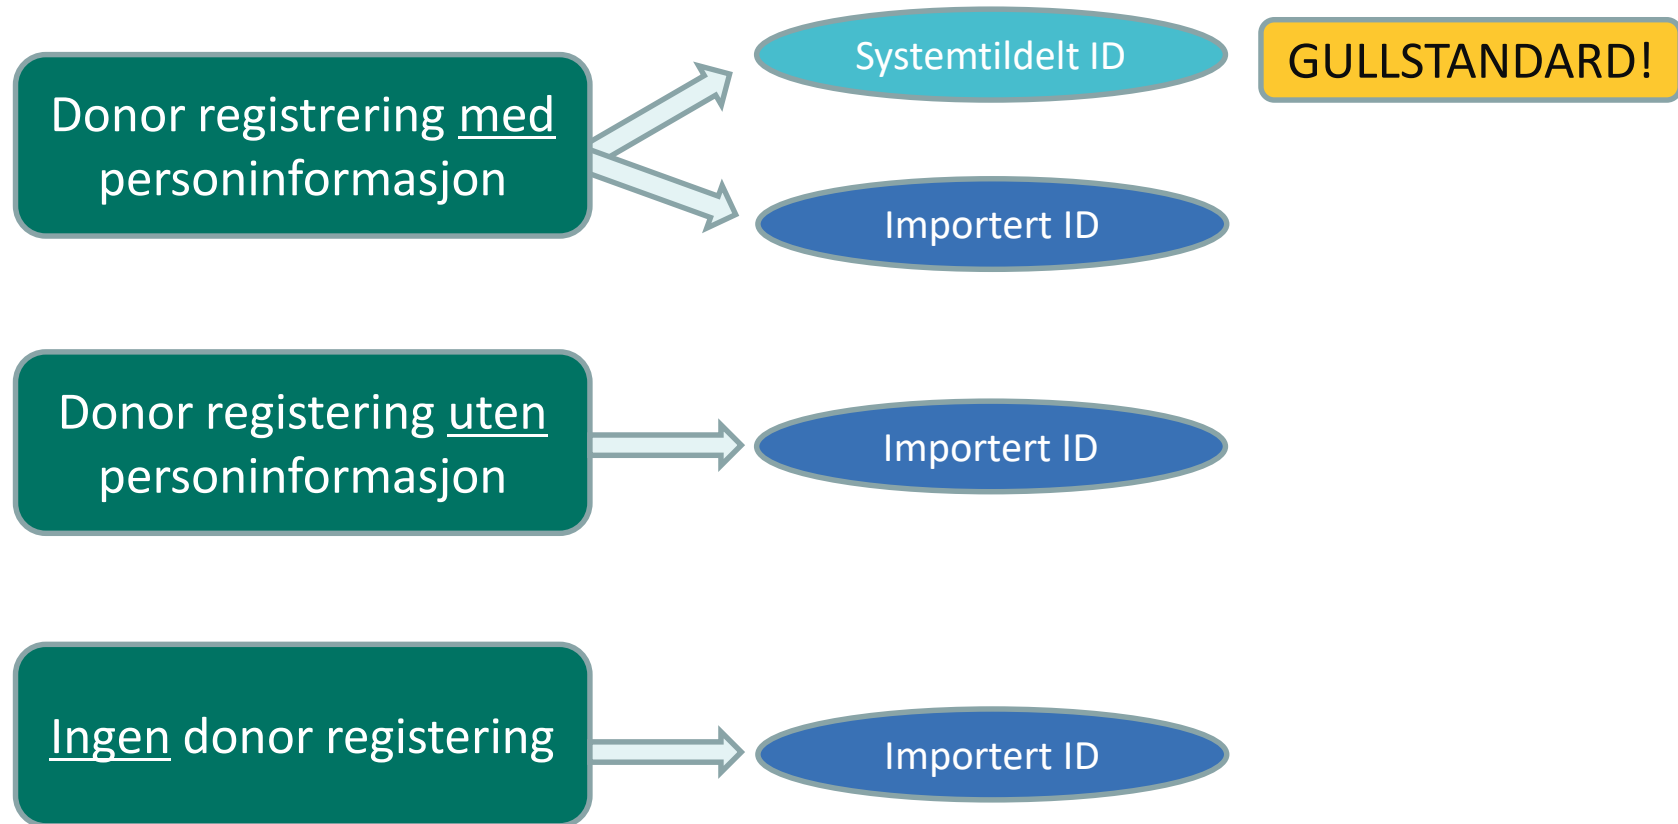 Donor registrering med
personinformasjon
Systemtildelt ID
GULLSTANDARD!
Importert ID
Donor registering uten
personinformasjon
Importert ID
Ingen donor registering
Importert ID